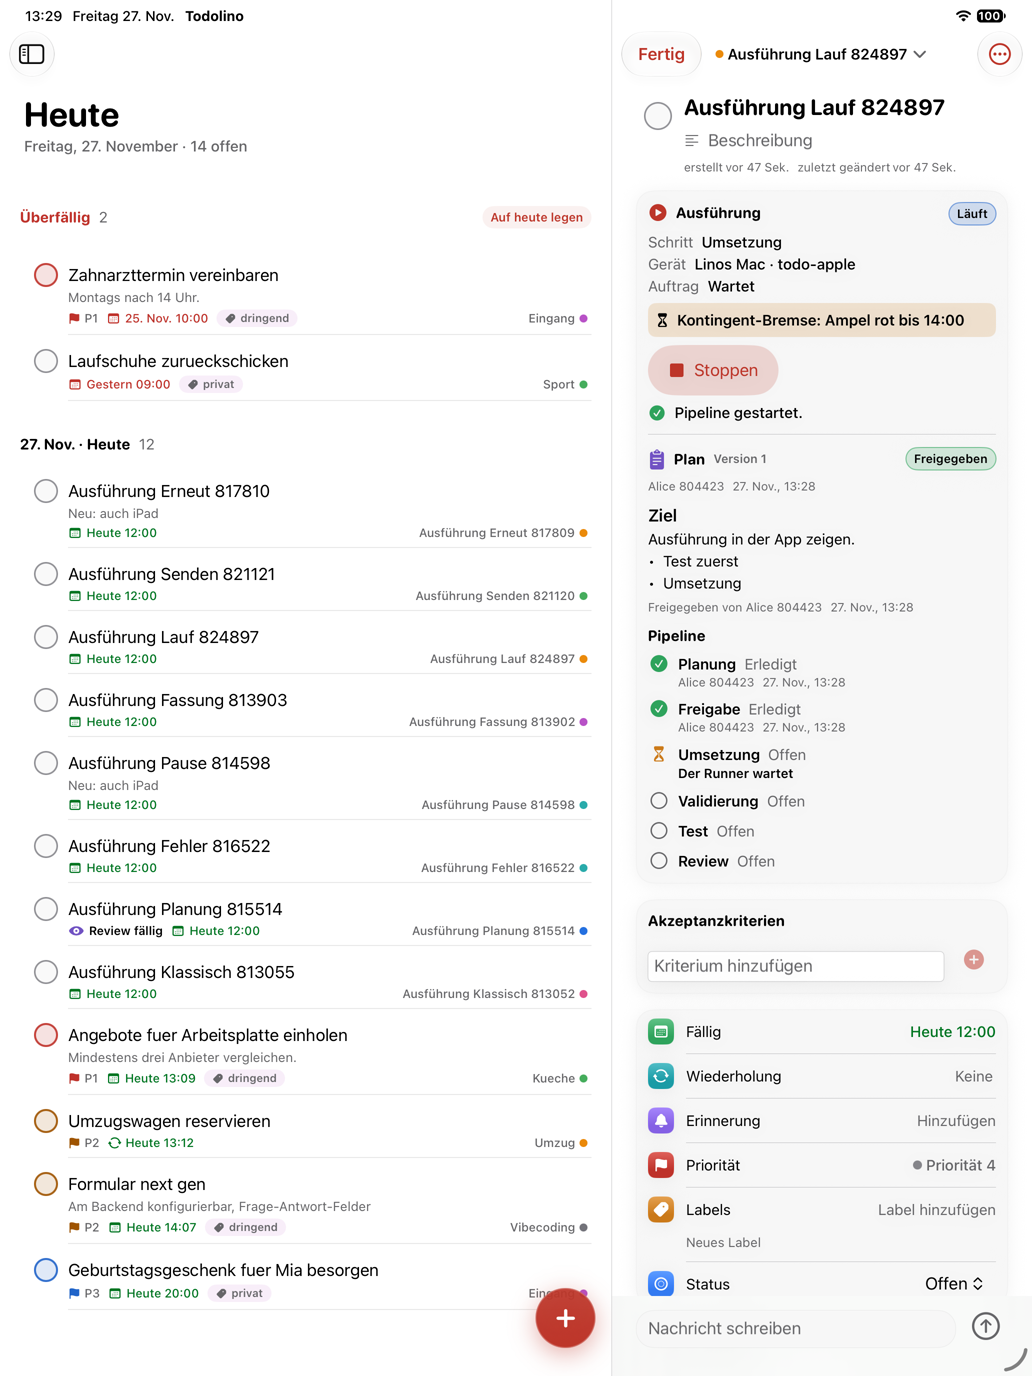 13:29 Freitag 27. Nov. Todolino
100
Heute
Freitag, 27. November · 14 offen
Überfällig 2
Auf heute legen
Zahnarzttermin vereinbaren
Montags nach 14 Uhr.
P1 25. Nov. 10:00 dringend Eingang
Laufschuhe zurueckschicken
Gestern 09:00 privat Sport
27. Nov. · Heute 12
Ausführung Erneut 817810
Neu: auch iPad
Heute 12:00 Ausführung Erneut 817809
Ausführung Senden 821121
Heute 12:00 Ausführung Senden 821120
Ausführung Lauf 824897
Heute 12:00 Ausführung Lauf 824897
Ausführung Fassung 813903
Heute 12:00 Ausführung Fassung 813902
Ausführung Pause 814598
Neu: auch iPad
Heute 12:00 Ausführung Pause 814598
Ausführung Fehler 816522
Heute 12:00 Ausführung Fehler 816522
Ausführung Planung 815514
Review fällig Heute 12:00 Ausführung Planung 815514
Ausführung Klassisch 813055
Heute 12:00 Ausführung Klassisch 813052
Angebote fuer Arbeitsplatte einholen
Mindestens drei Anbieter vergleichen.
P1 Heute 13:09 dringend Kueche
Umzugswagen reservieren
P2 Heute 13:12 Umzug
Formular next gen
Am Backend konfigurierbar, Frage-Antwort-Felder
P2 Heute 14:07 dringend Vibecoding
Geburtstagsgeschenk fuer Mia besorgen
P3 Heute 20:00 privat
Fertig
Ausführung Lauf 824897
Ausführung Lauf 824897
Beschreibung
erstellt vor 47 Sek. zuletzt geändert vor 47 Sek.
Ausführung Läuft
Schritt Umsetzung
Gerät Linos Mac · todo-apple
Auftrag Wartet
Kontingent-Bremse: Ampel rot bis 14:00
Stoppen
Pipeline gestartet.
Plan Version 1 Freigegeben
Alice 804423 27. Nov., 13:28
Ziel
Ausführung in der App zeigen.
• Test zuerst
• Umsetzung
Freigegeben von Alice 804423 27. Nov., 13:28
Pipeline
Planung Erledigt
Alice 804423 27. Nov., 13:28
Freigabe Erledigt
Alice 804423 27. Nov., 13:28
Umsetzung Offen
Der Runner wartet
Validierung Offen
Test Offen
Review Offen
Akzeptanzkriterien
Kriterium hinzufügen
Fällig Heute 12:00
Wiederholung Keine
Erinnerung Hinzufügen
Priorität Priorität 4
Labels Label hinzufügen
Neues Label
Status Offen
Nachricht schreiben